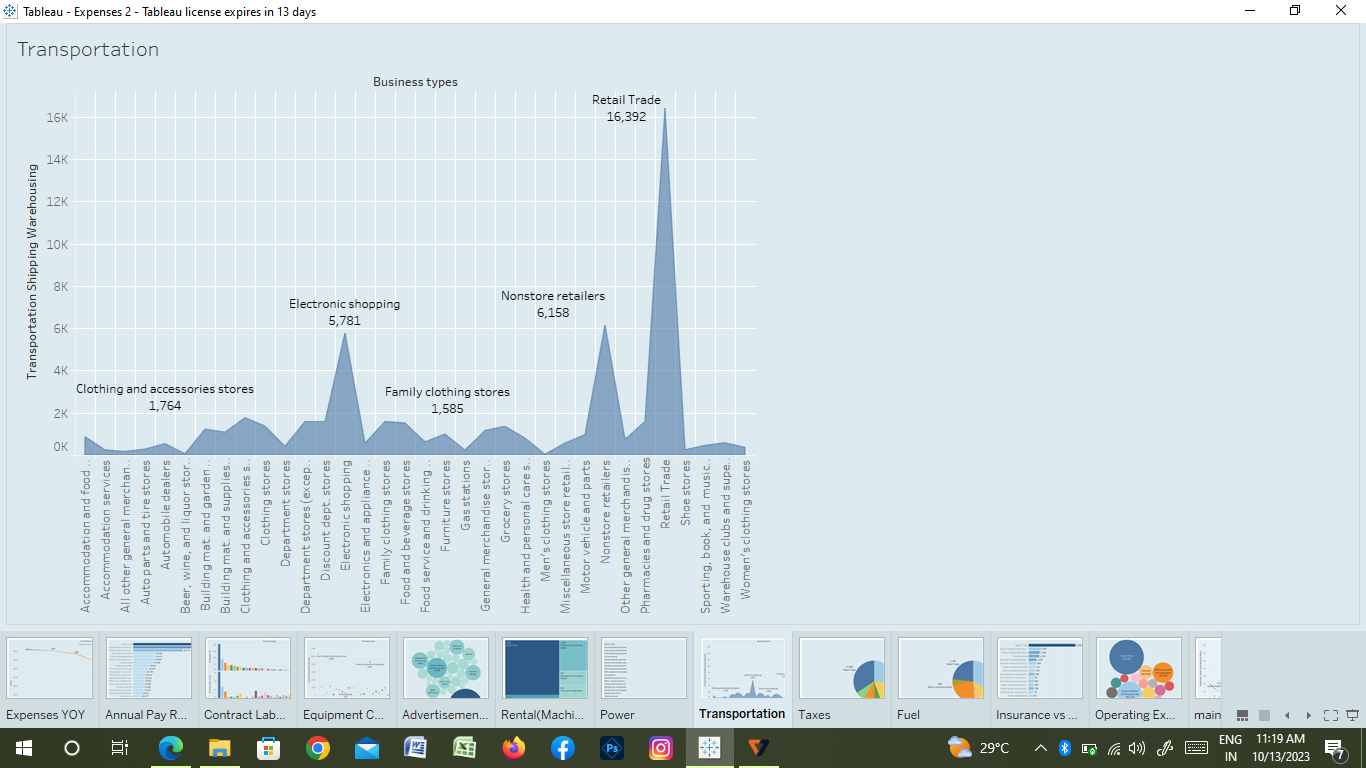 Tableau - Expenses 2 - Tableau license expires in 13 days
Transportation
Business types
Transportation Shipping Warehousing
16K
14K
12K
10K
8K
6K
4K
2K
0K
Retail Trade
16,392
Electronic shopping
5,781
Nonstore retailers
6,158
Clothing and accessories stores
1,764
Family clothing stores
1,585
Accommodation and food ..
Accommodation services
All other general merchan..
Auto parts and tire stores
Automobile dealers
Beer, wine, and liquor stor..
Building mat. and garden ..
Building mat. and supplies..
Clothing and accessories s..
Clothing stores
Department stores
Department stores (excep..
Discount dept. stores
Electronic shopping
Electronics and appliance ..
Family clothing stores
Food and beverage stores
Food service and drinking ..
Furniture stores
Gas stations
General merchandise stor..
Grocery stores
Health and personal care s..
Men's clothing stores
Miscellaneous store retail..
Motor vehicle and parts
Nonstore retailers
Other general merchandis..
Pharmacies and drug stores
Retail Trade
Shoe stores
Sporting, book, and music..
Warehouse clubs and supe..
Women's clothing stores
Expenses YOY
Annual Pay R...
Contract Lab...
Equipment C...
Advertisemen...
Rental(Machi...
Power
Transportation
Taxes
Fuel
Insurance vs ...
Operating Ex...
main
29°C
ENG
IN
11:19 AM
10/13/2023
7